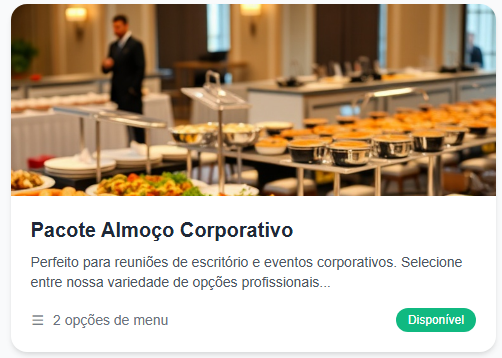 Pacote Almoço Corporativo
Perfeito para reuniões de escritório e eventos corporativos. Selecione
entre nossa variedade de opções profissionais...
2 opções de menu
Disponível